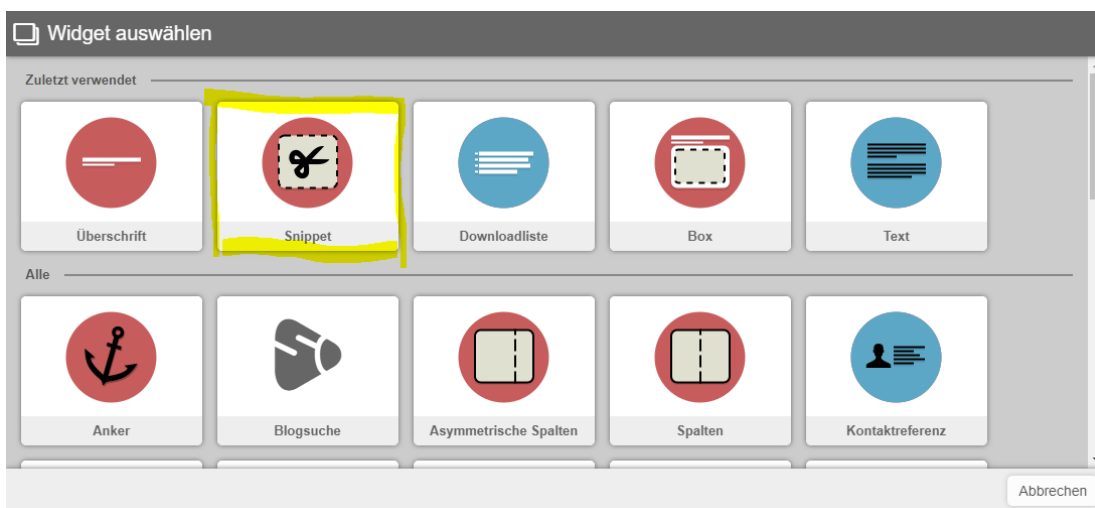 Widget auswählen
Zuletzt verwendet
Überschrift
Snippet
Downloadliste
Box
Text
Alle
Anker
Blogsuche
Asymmetrische Spalten
Spalten
Kontaktreferenz
Abbrechen